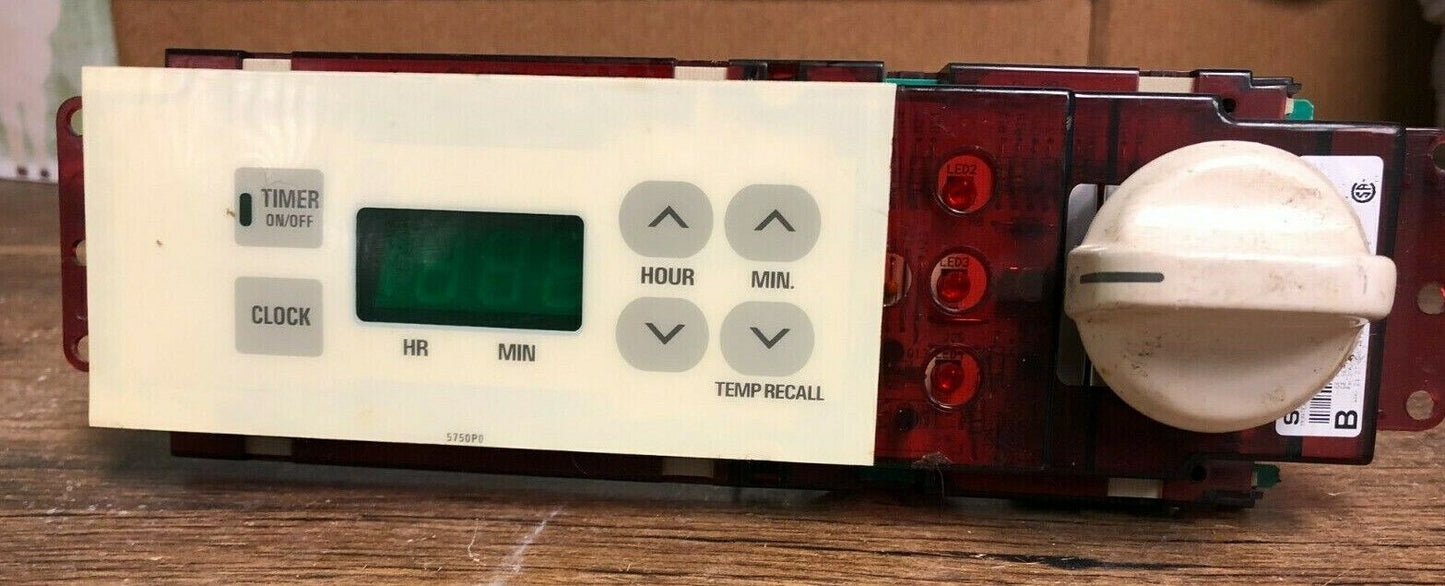 TIMER
ON/OFF
CLOCK
HR MIN
HOUR MIN.
TEMP RECALL
5750P0
LED2
LED3
B